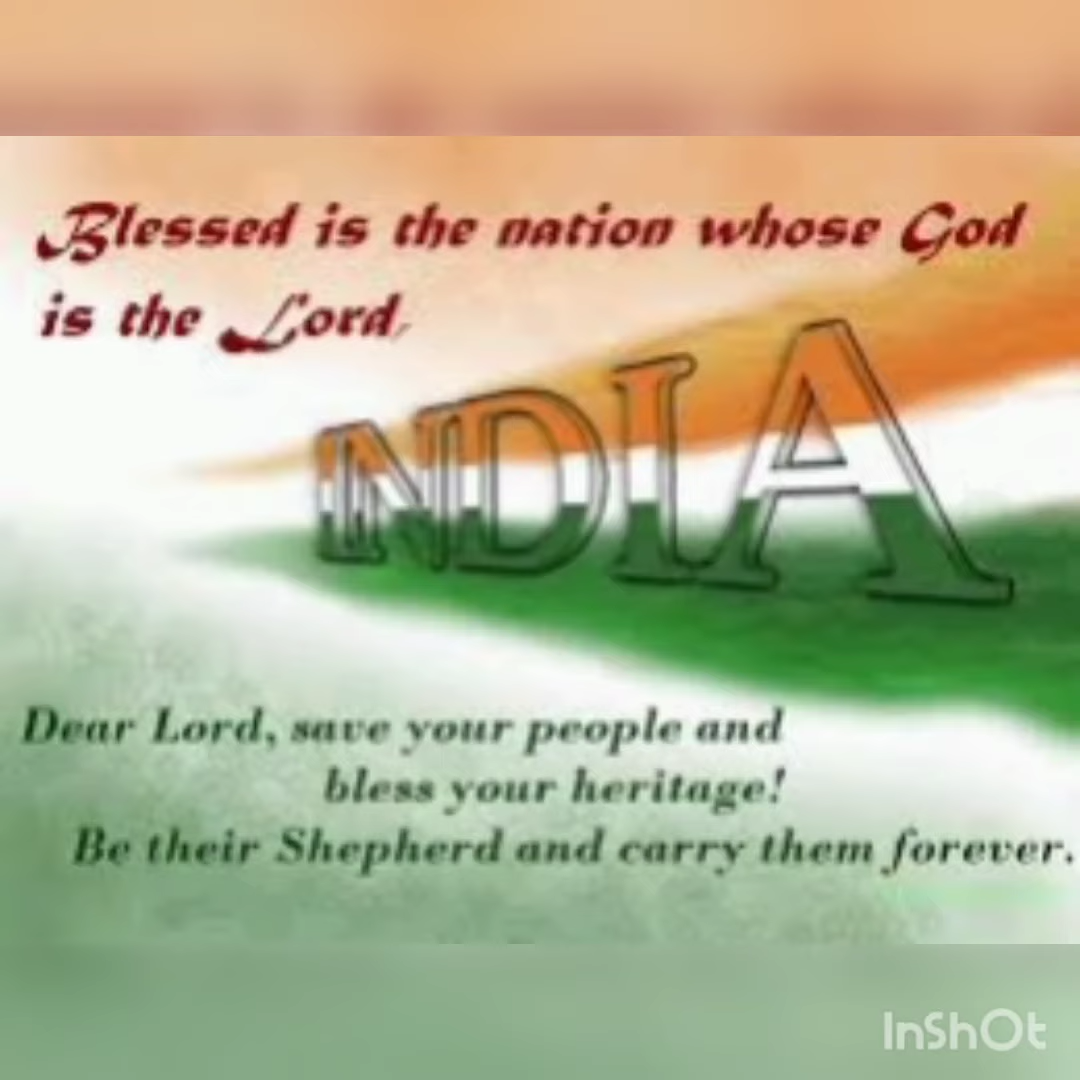 Blessed is the nation whose God
is the Lord,
INDIA
Dear Lord, save your people and
bless your heritage!
Be their Shepherd and carry them forever.
InShOt